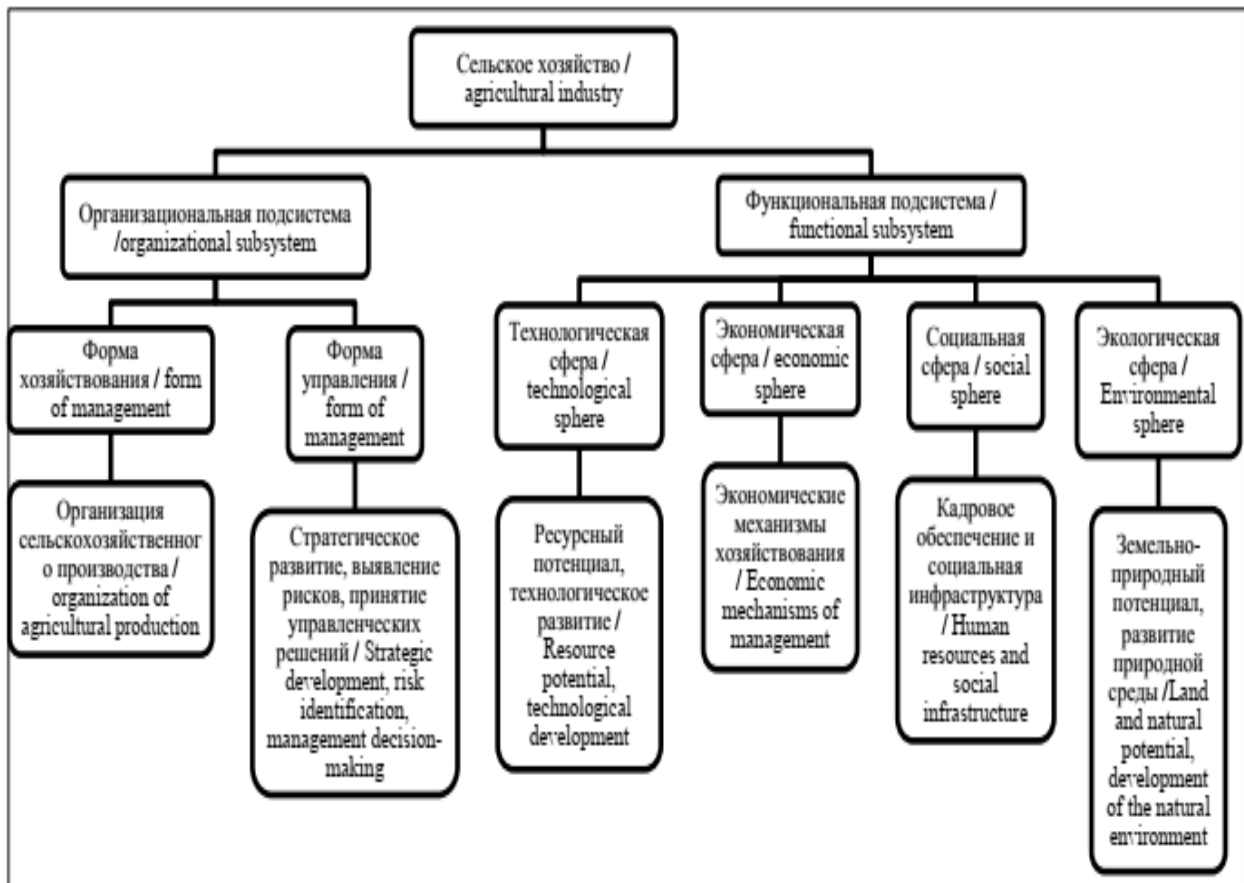 Сельское хозяйство /
agricultural industry
Организациональная подсистема
/organizational subsystem
Функциональная подсистема /
functional subsystem
Форма
хозяйствования / form
of management
Форма
управления /
form of
management
Технологическая
сфера /
technological
sphere
Экономическая
сфера / economic
sphere
Социальная
сфера / social
sphere
Экологическая
сфера /
Environmental
sphere
Организация
сельскохозяйственног
о производства /
organization of
agricultural production
Стратегическое
развитие, выявление
рисков, принятие
управленческих
решений / Strategic
development, risk
identification,
management decision-
making
Ресурсный
потенциал,
технологическое
развитие /
Resource
potential,
technological
development
Экономические
механизмы
хозяйствования
/ Economic
mechanisms of
management
Кадровое
обеспечение и
социальная
инфраструктура
/ Human
resources and
social
infrastructure
Земельно-
природный
потенциал,
развитие
природной
среды /Land
and natural
potential,
development
of the natural
environment